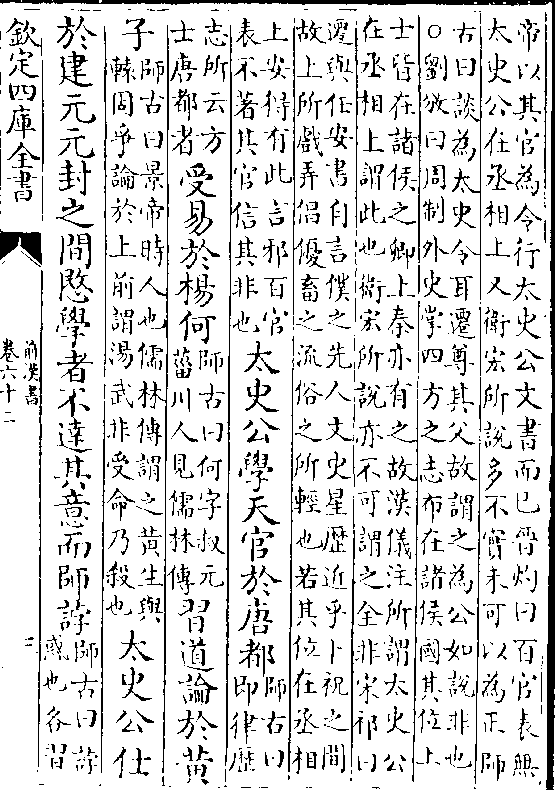 帝以其官為令行太史公文書而已晉灼曰百官表無
太史公在丞相上又衛宏所說多不實未可以為正師
古曰談為太史令耳遷尊其父故謂之為公如說非也
○劉攽曰周制外史掌四方之志布在諸侯國其位上
士皆在諸侯之卿上秦亦有之故漢儀注所謂太史公
在丞相上謂此也衛宏所說亦不可謂之全非宋祁曰
遷與任安書自言僕之先人文史星歷近乎卜祝之間
故上所戲弄倡優畜之流俗之所輕也若其位在丞相
上安得有此言邪百官
表不著其官信其非也
太史公學天官於唐都
師古曰
即律歷
志所云方
士唐都者
受易於楊何
師古曰何字叔元
菑川人見儒林傳
習道論於黃
子
師古曰景帝時人也儒林傳謂之黃生與
轅固爭論於上前謂湯武非受命乃殺也
太史公仕
於建元元封之間愍學者不達其意而師誖
師古曰誖
惑也各習
欽定四庫全書
前漢書
卷六十二
三